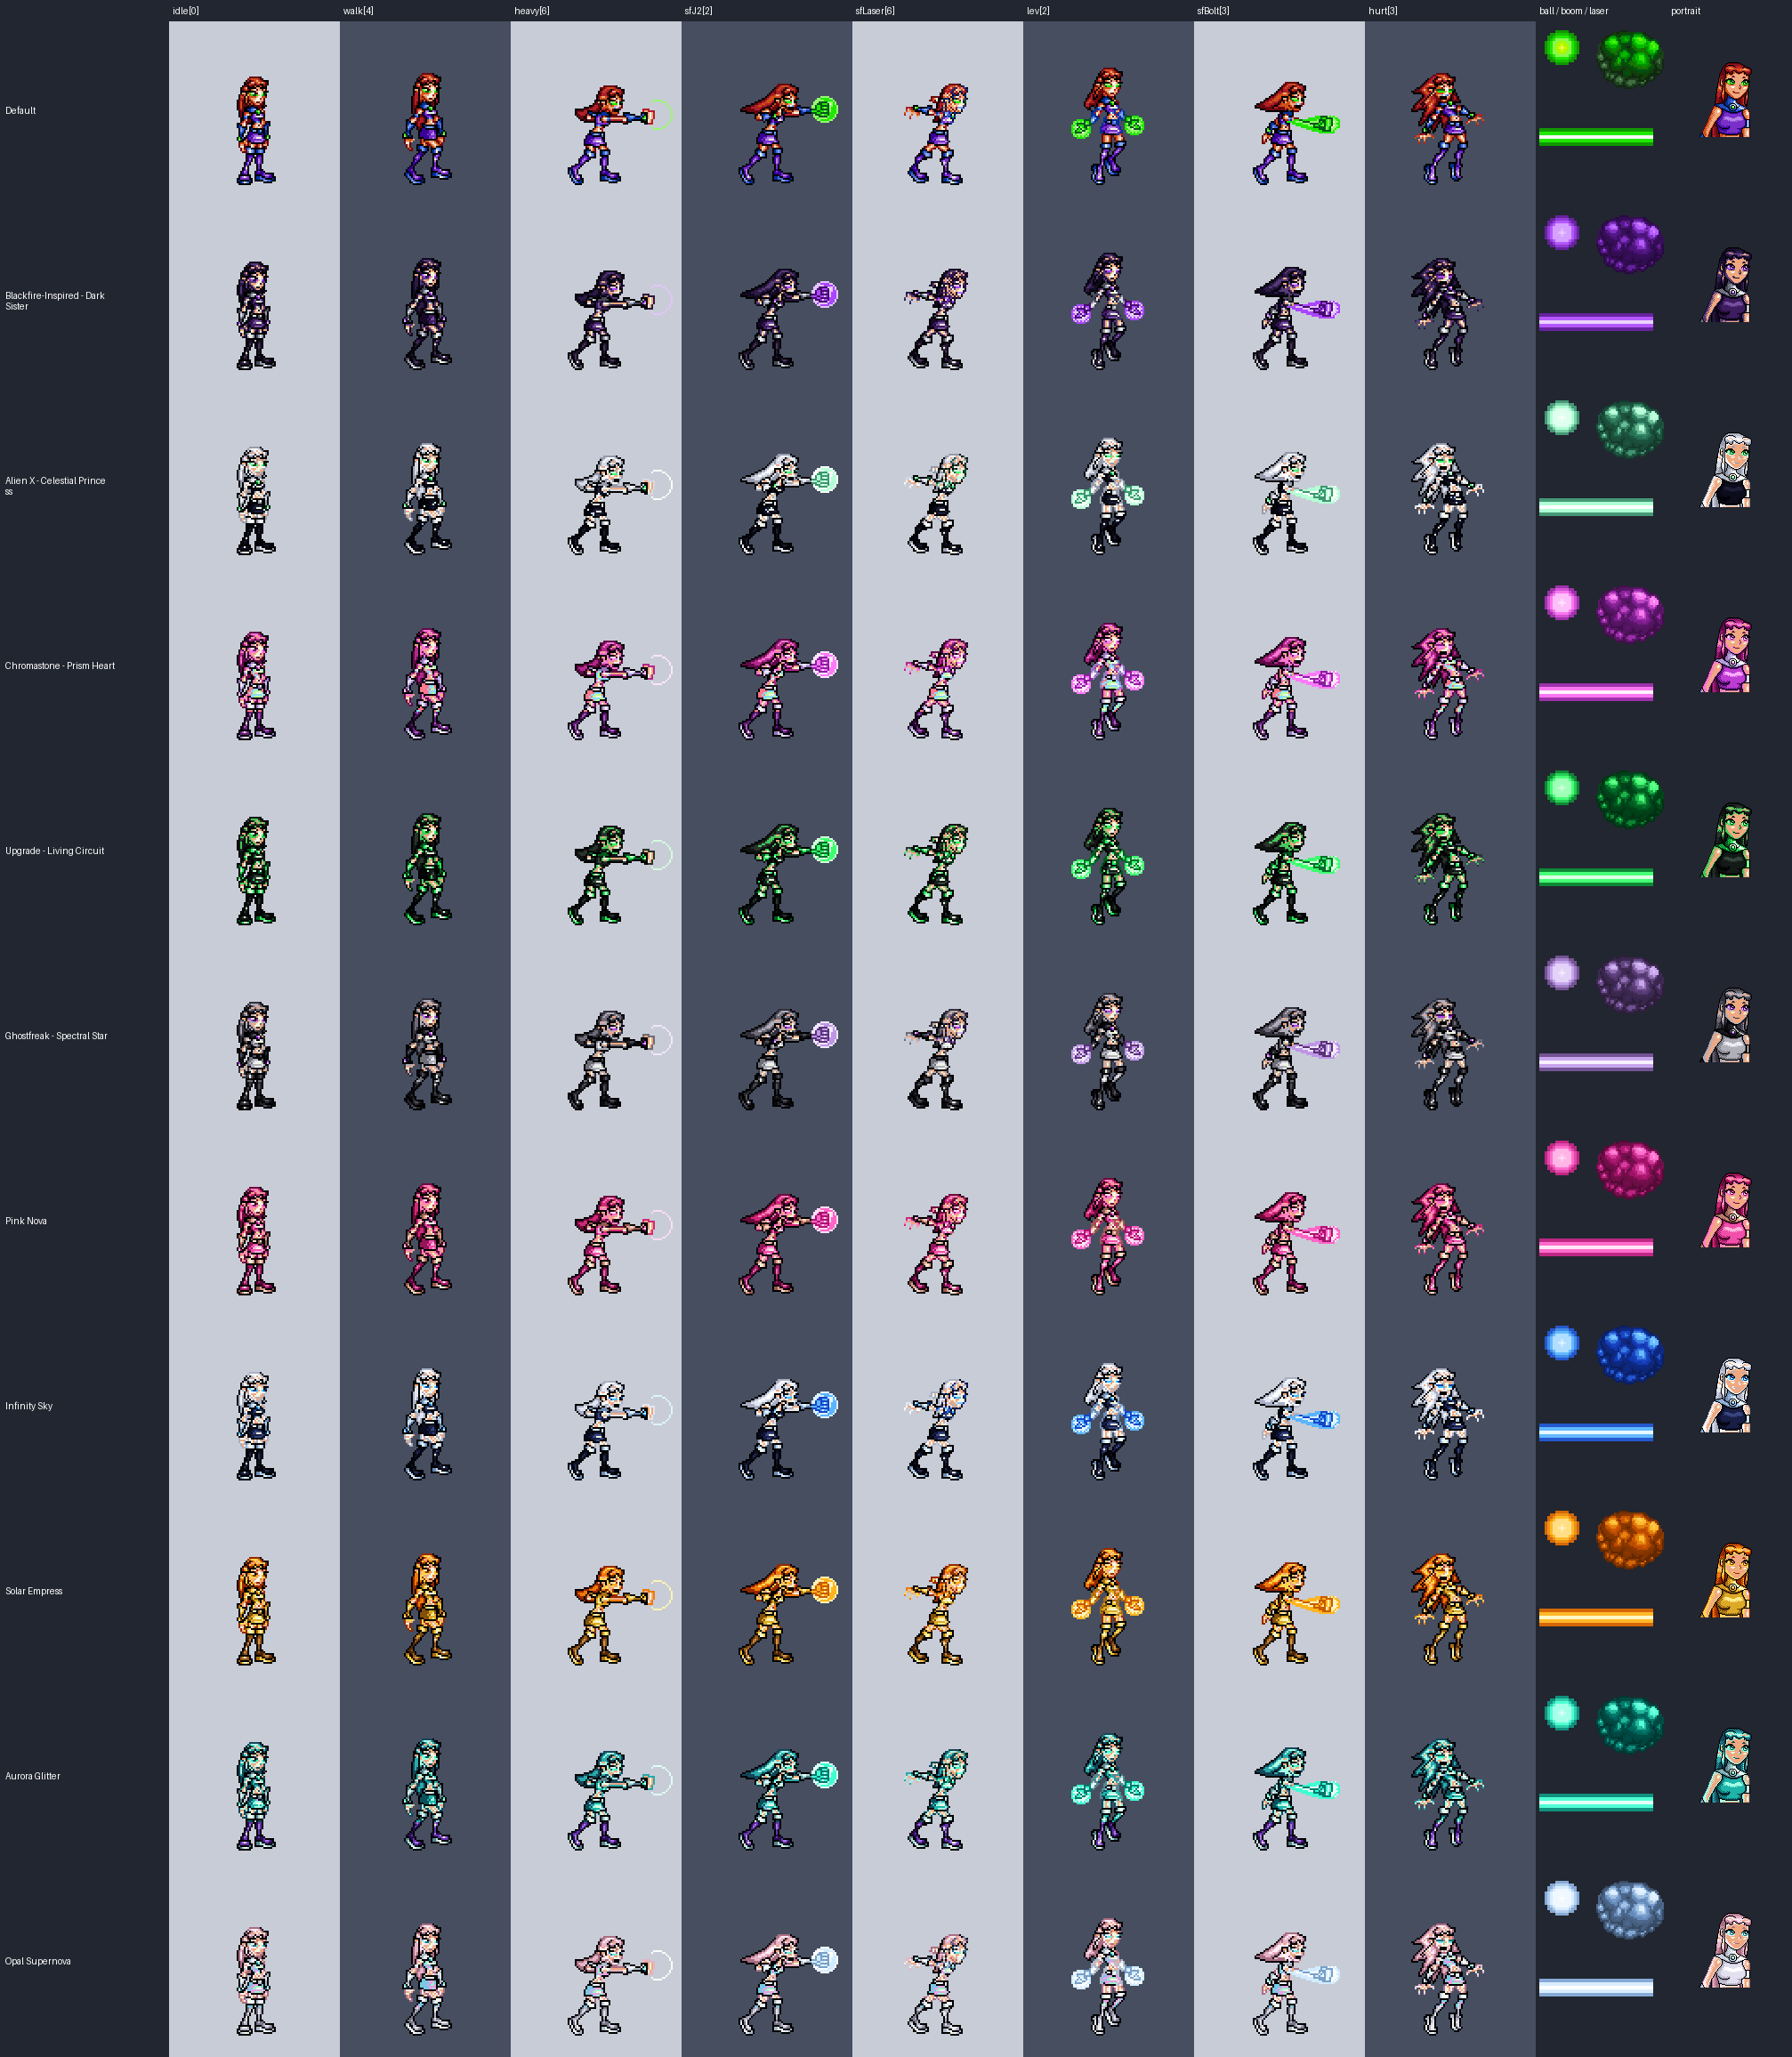 idle[0] walk[4] heavy[6] sfJ2[2] sfLaser[6] lev[2] sfBolt[3] hurt[3] ball / boom / laser portrait
Default
Blackfire-Inspired - Dark
Sister
Alien X - Celestial Prince
ss
Chromastone - Prism Heart
Upgrade - Living Circuit
Ghostfreak - Spectral Star
Pink Nova
Infinity Sky
Solar Empress
Aurora Glitter
Opal Supernova